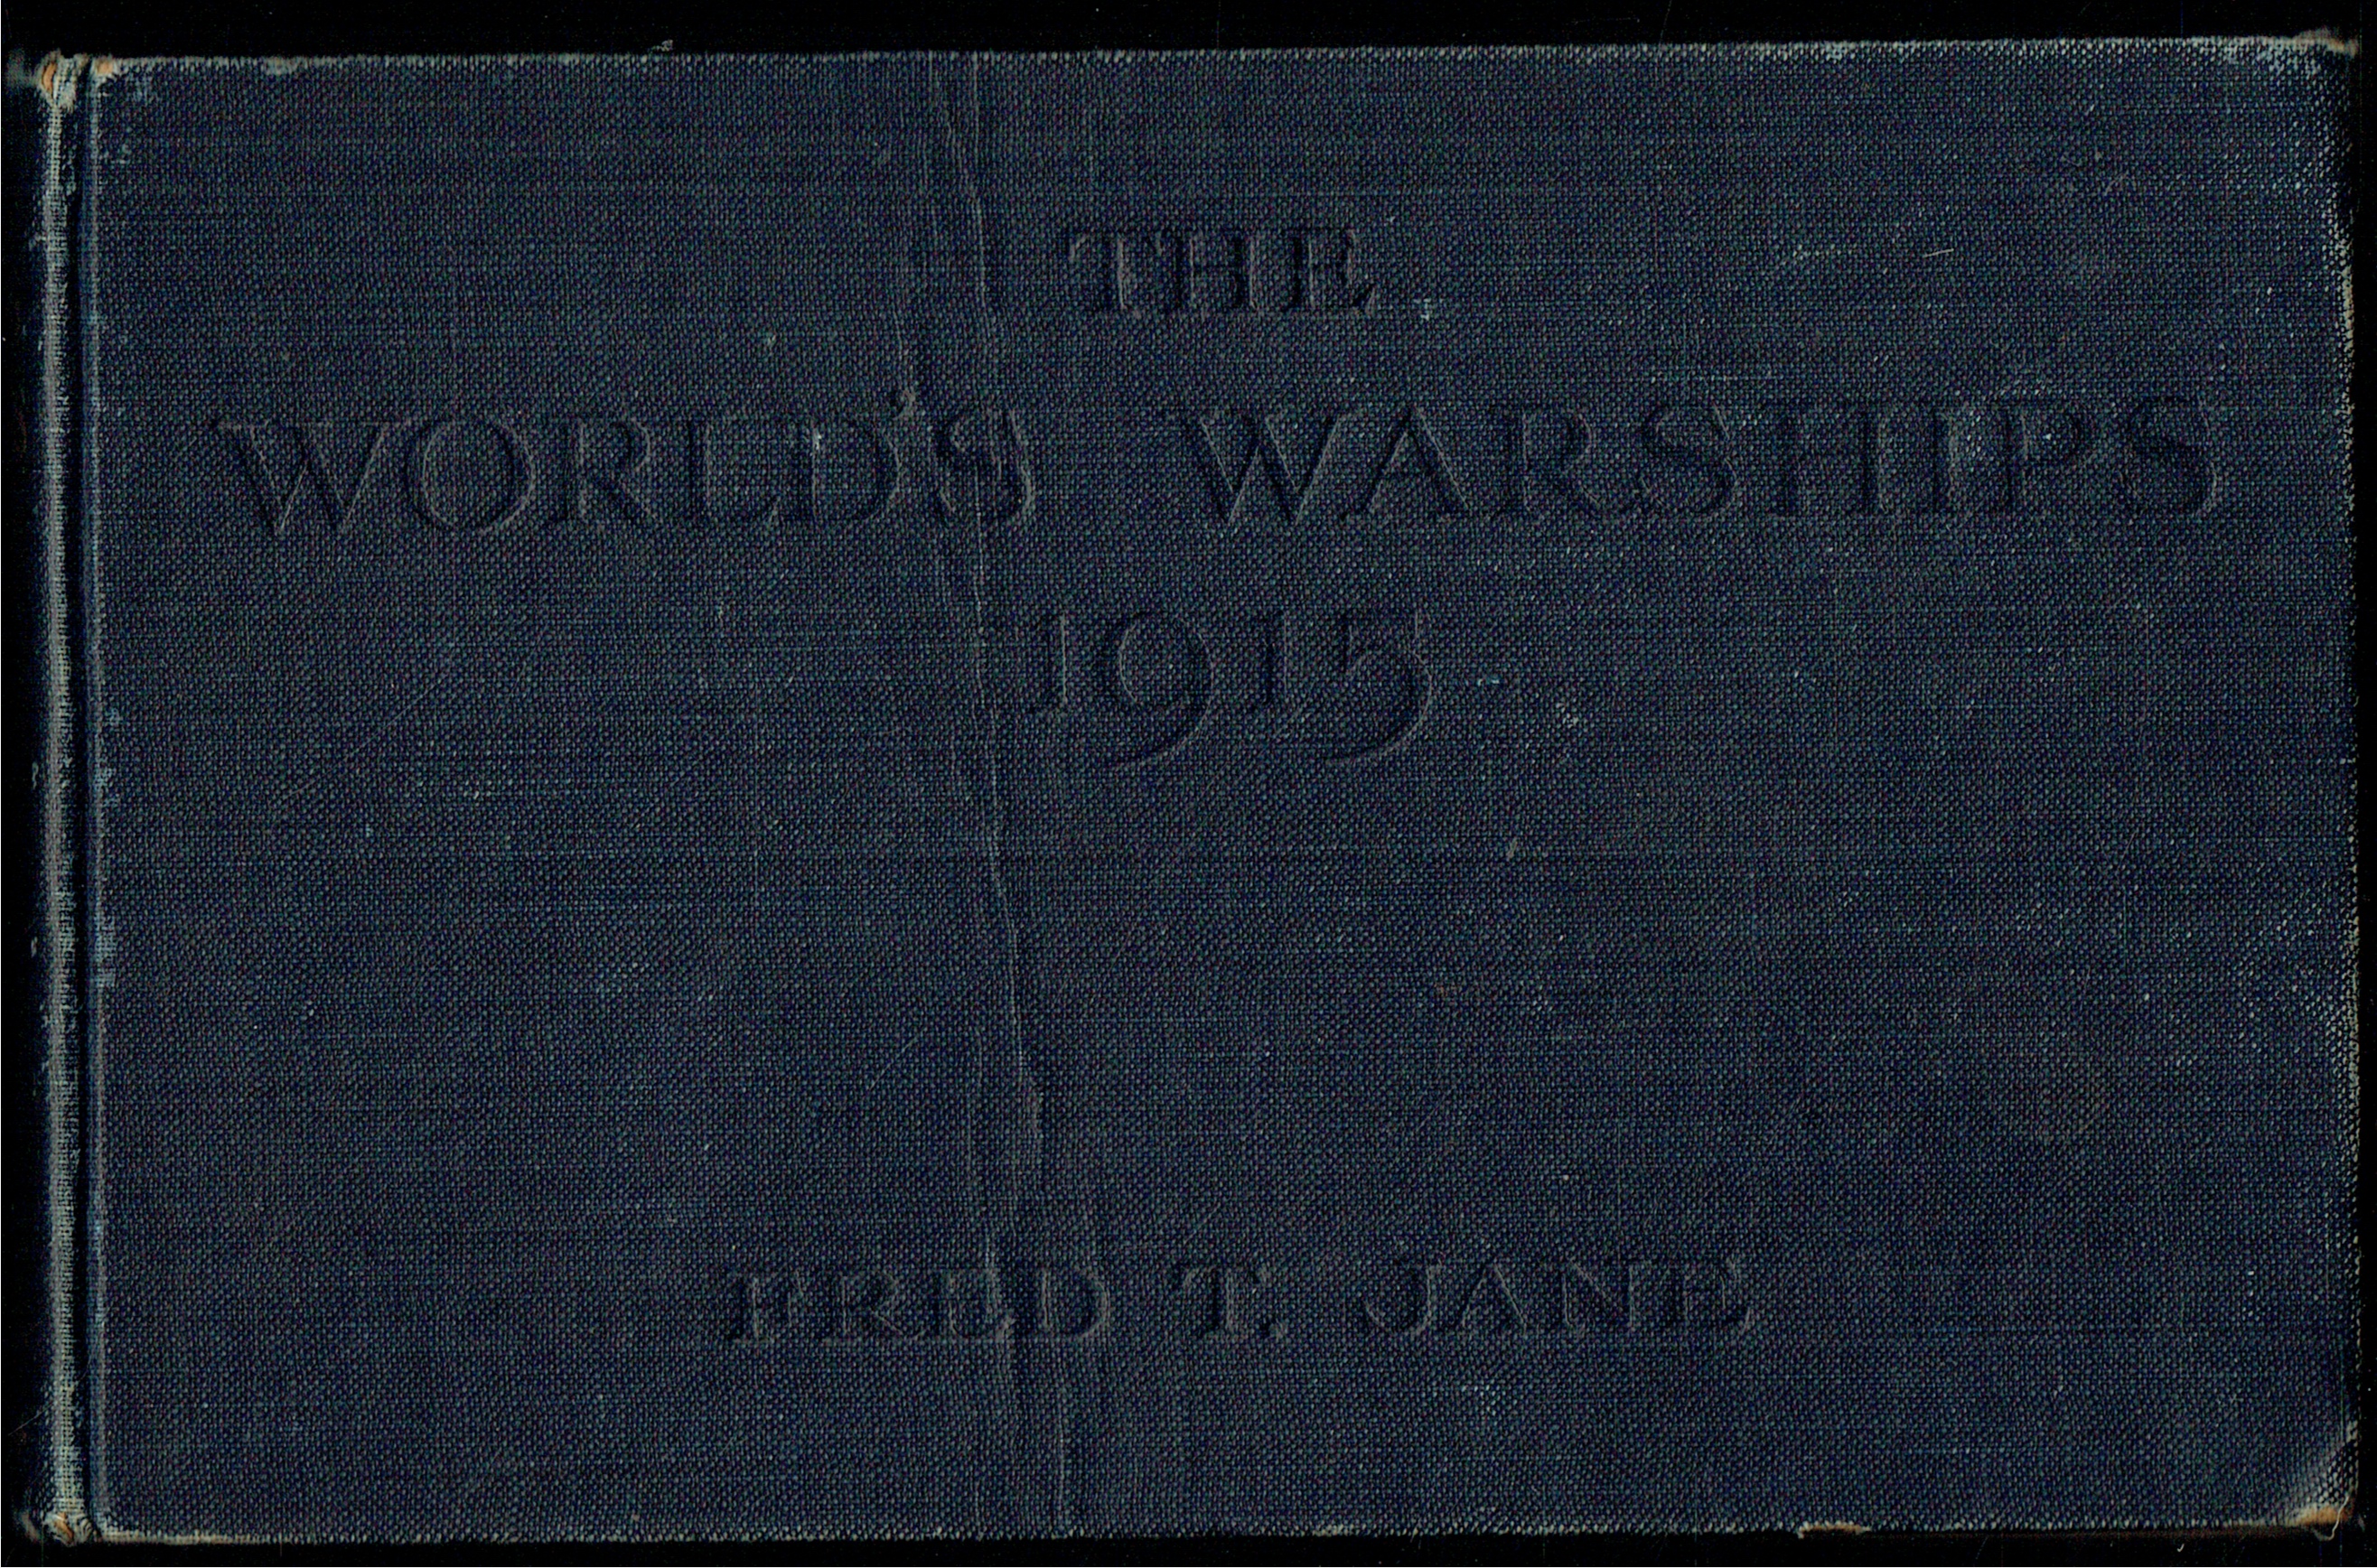 THE
WORLD'S WARSHIPS
1915
FRED T. JANE